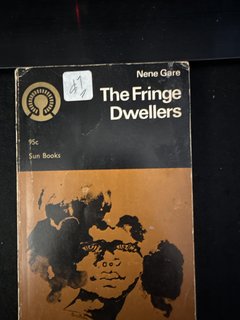 Nene Gare
The Fringe
Dwellers
95c
Sun Books